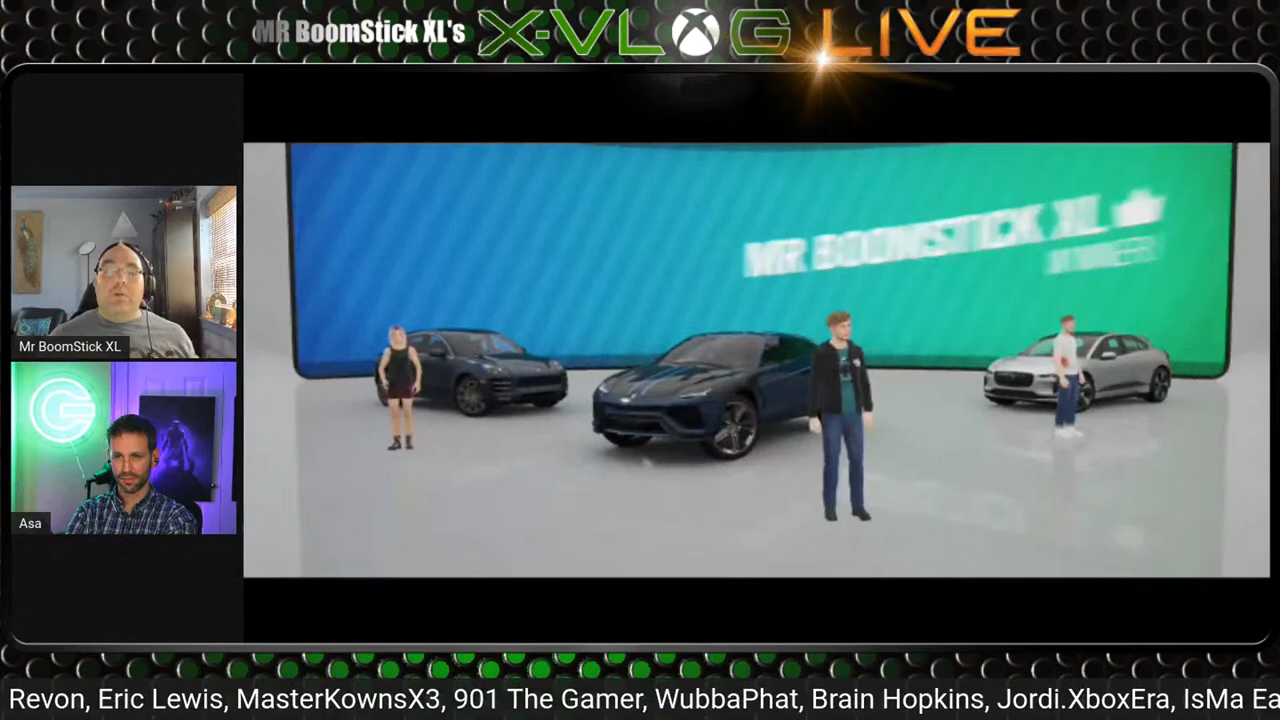 MR BoomStick XL's X-VLOG LIVE
MR BOOMSTICK XL
WINNER!
Mr BoomStick XL
Asa
Revon, Eric Lewis, MasterKownsX3, 901 The Gamer, WubbaPhat, Brain Hopkins, Jordi.XboxEra, IsMa Ea